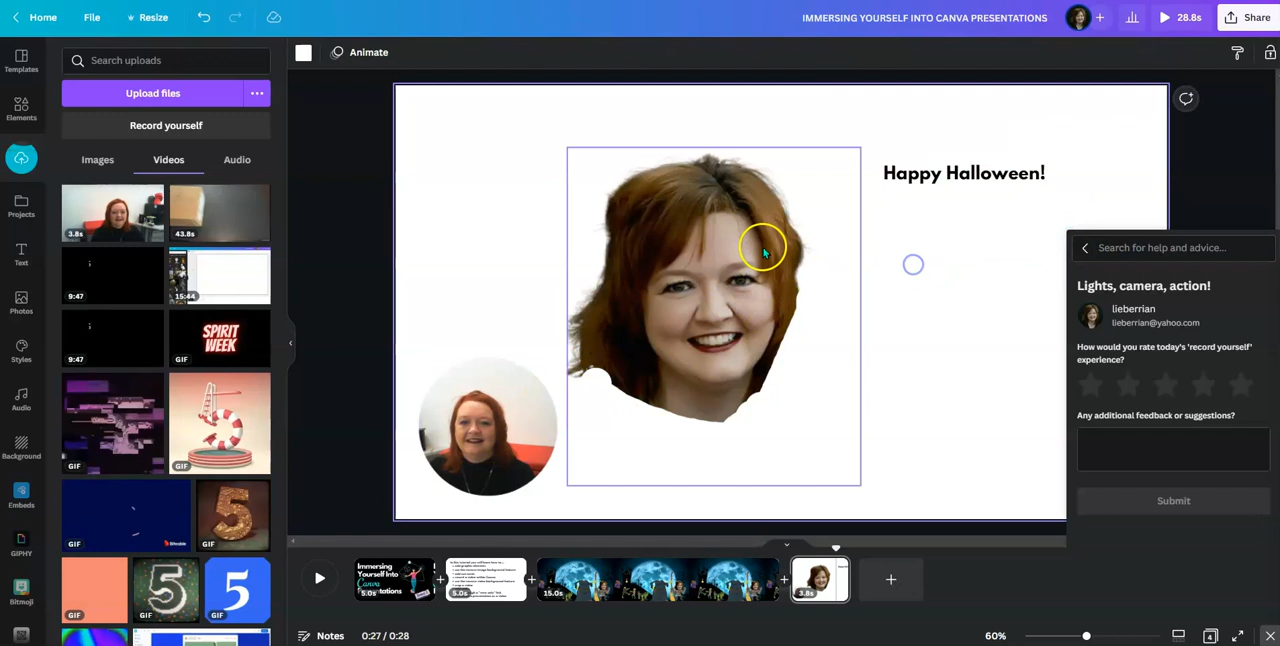 Home File Resize IMMERSING YOURSELF INTO CANVA PRESENTATIONS 28.8s Share
Templates
Elements
Projects
Text
Photos
Styles
Audio
Background
Embeds
GIPHY
Bitmoji
Search uploads
Upload files
Record yourself
Images Videos Audio
3.8s 43.8s
9:47 15:44
9:47 SPIRIT
WEEK
GIF
GIF GIF
GIF GIF
GIF GIF GIF
Animate
Happy Halloween!
Search for help and advice...
Lights, camera, action!
lieberrian
lieberrian@yahoo.com
How would you rate today's 'record yourself'
experience?
Any additional feedback or suggestions?
Submit
Immersing
Yourself Into
Canva
Presentations
5.0s 5.0s 15.0s 3.8s
Notes 0:27 / 0:28 60% 4